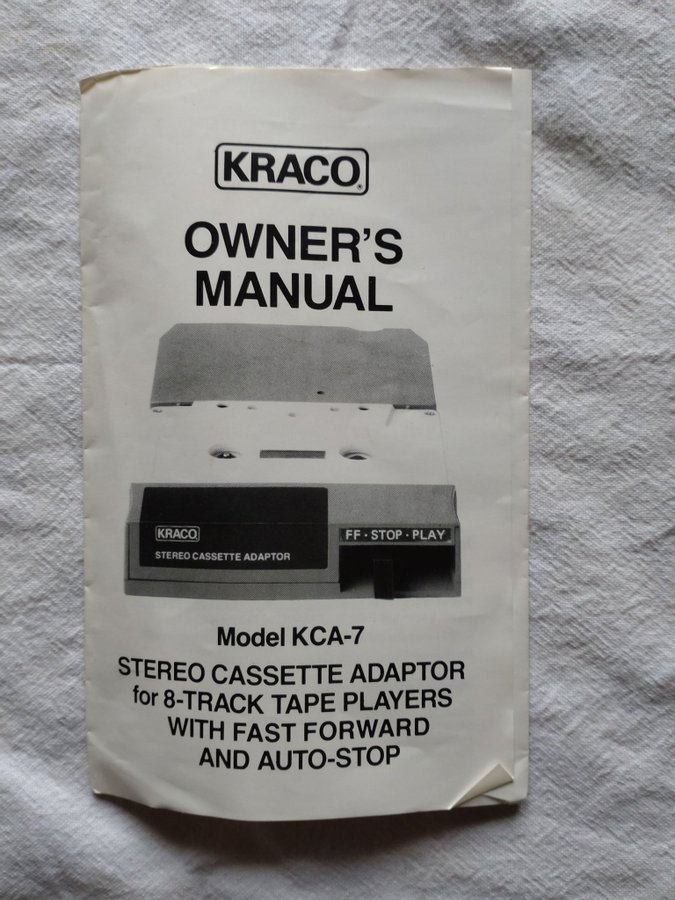 KRACO®
OWNER'S
MANUAL
KRACO
FF · STOP · PLAY
STEREO CASSETTE ADAPTOR
Model KCA-7
STEREO CASSETTE ADAPTOR
for 8-TRACK TAPE PLAYERS
WITH FAST FORWARD
AND AUTO-STOP